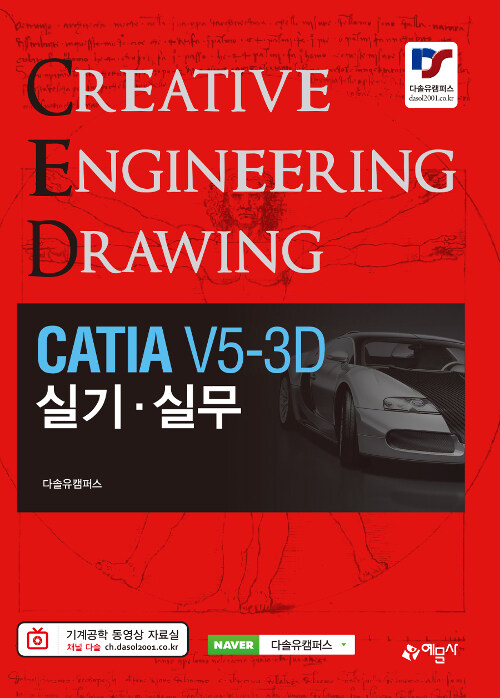 다솔유캠퍼스
dasol2001.co.kr
CREATIVE
ENGINEERING
DRAWING
CATIA V5-3D
실기·실무
다솔유캠퍼스
기계공학 동영상 자료실
채널 다솔 ch.dasol2001.co.kr
NAVER 다솔유캠퍼스
예문사